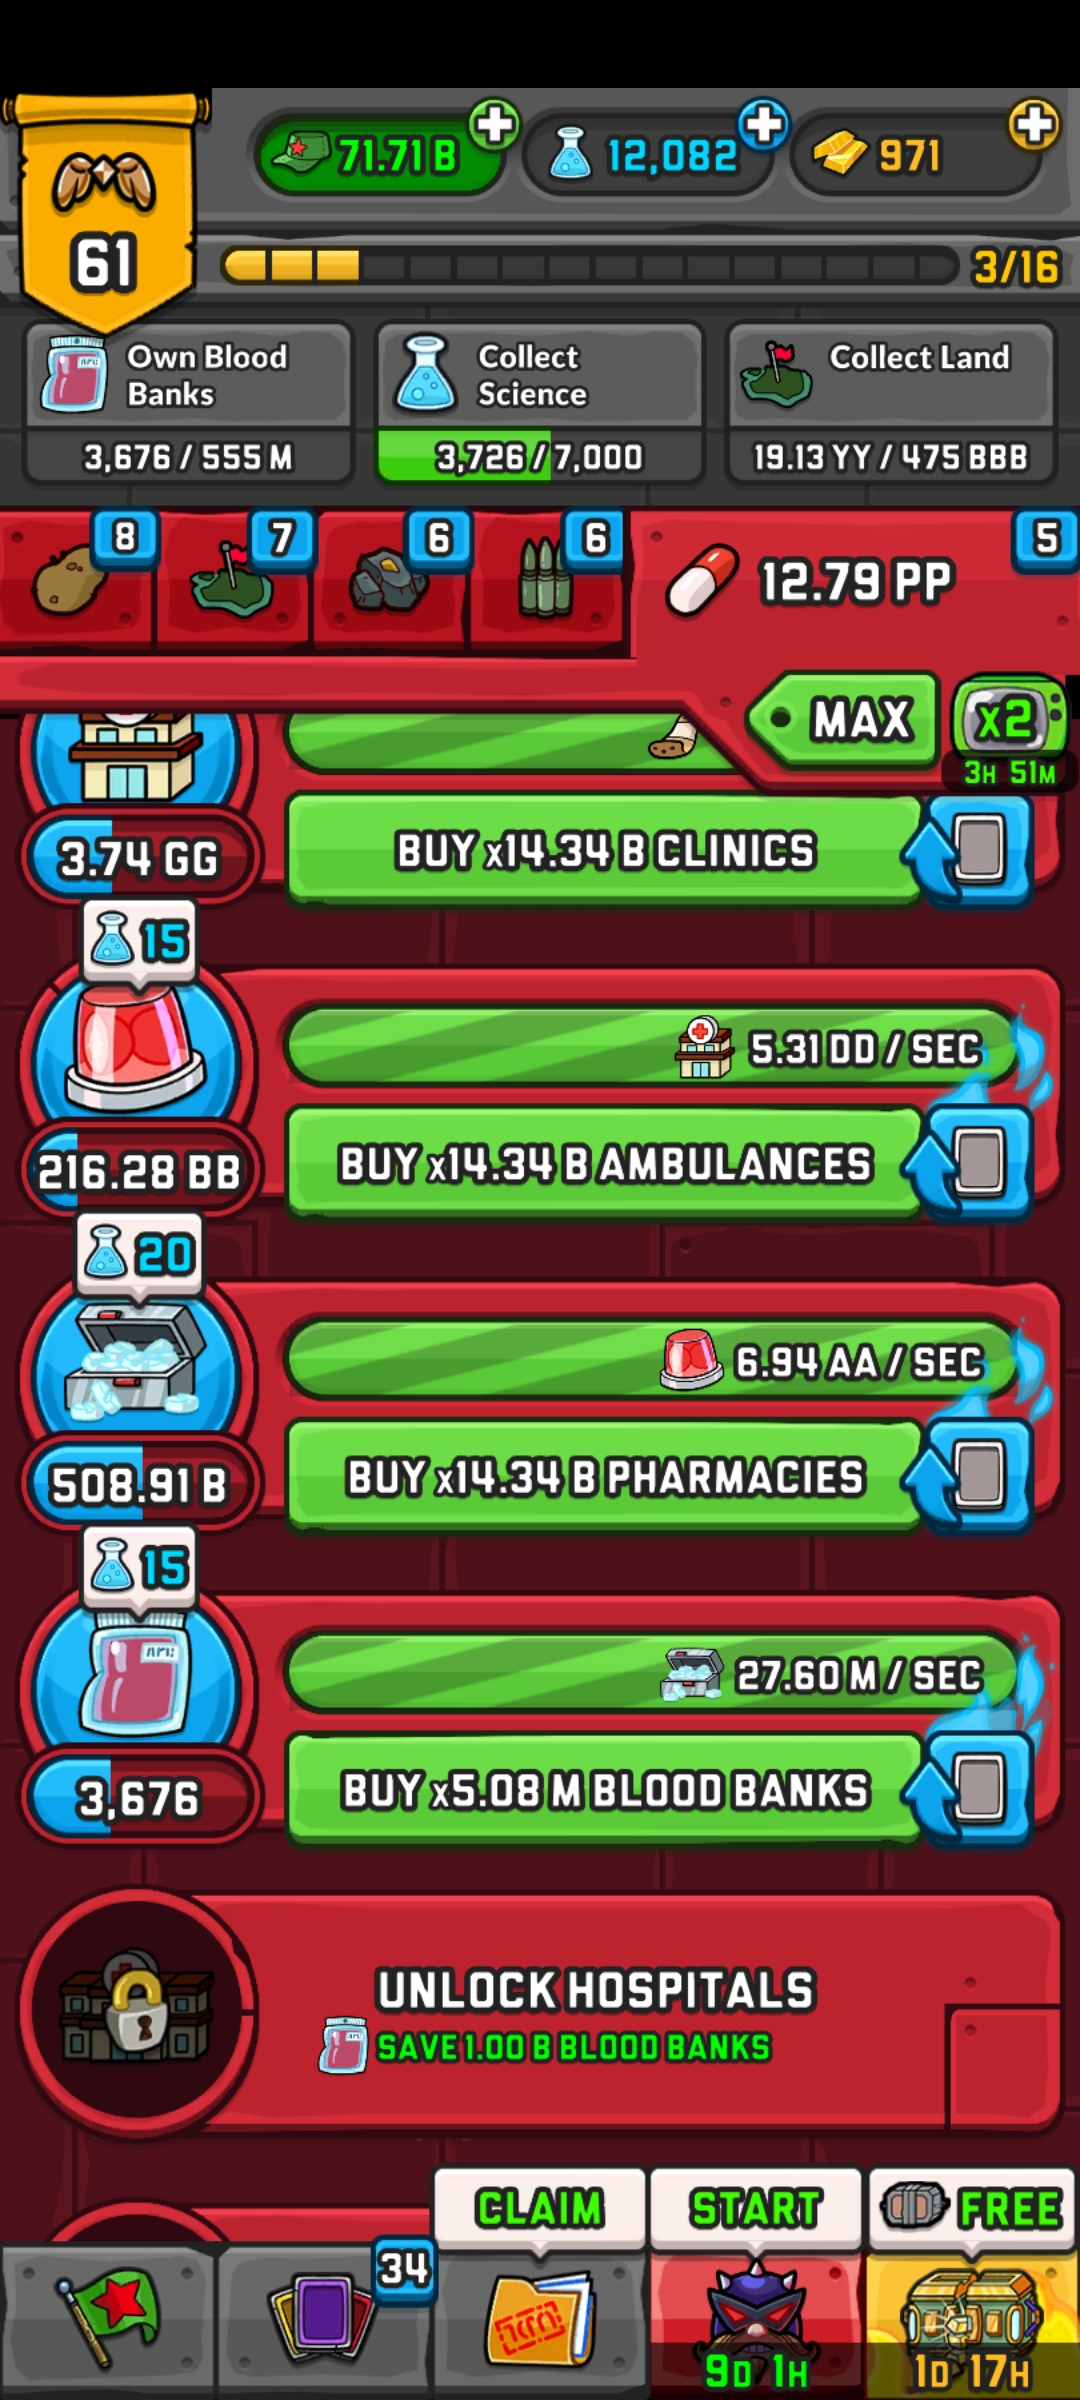 71.71 B
12,082
971
61
3/16
Own Blood
Banks
3,676 / 555 M
Collect
Science
3,726 / 7,000
Collect Land
19.13 YY / 475 BBB
8
7
6
6
5
12.79 PP
MAX
x2
3H 51M
3.74 GG
BUY x14.34 B CLINICS
15
5.31 DD / SEC
216.28 BB
BUY x14.34 B AMBULANCES
20
6.94 AA / SEC
508.91 B
BUY x14.34 B PHARMACIES
15
27.60 M / SEC
3,676
BUY x5.08 M BLOOD BANKS
UNLOCK HOSPITALS
SAVE 1.00 B BLOOD BANKS
CLAIM
START
FREE
34
9D 1H
1D 17H